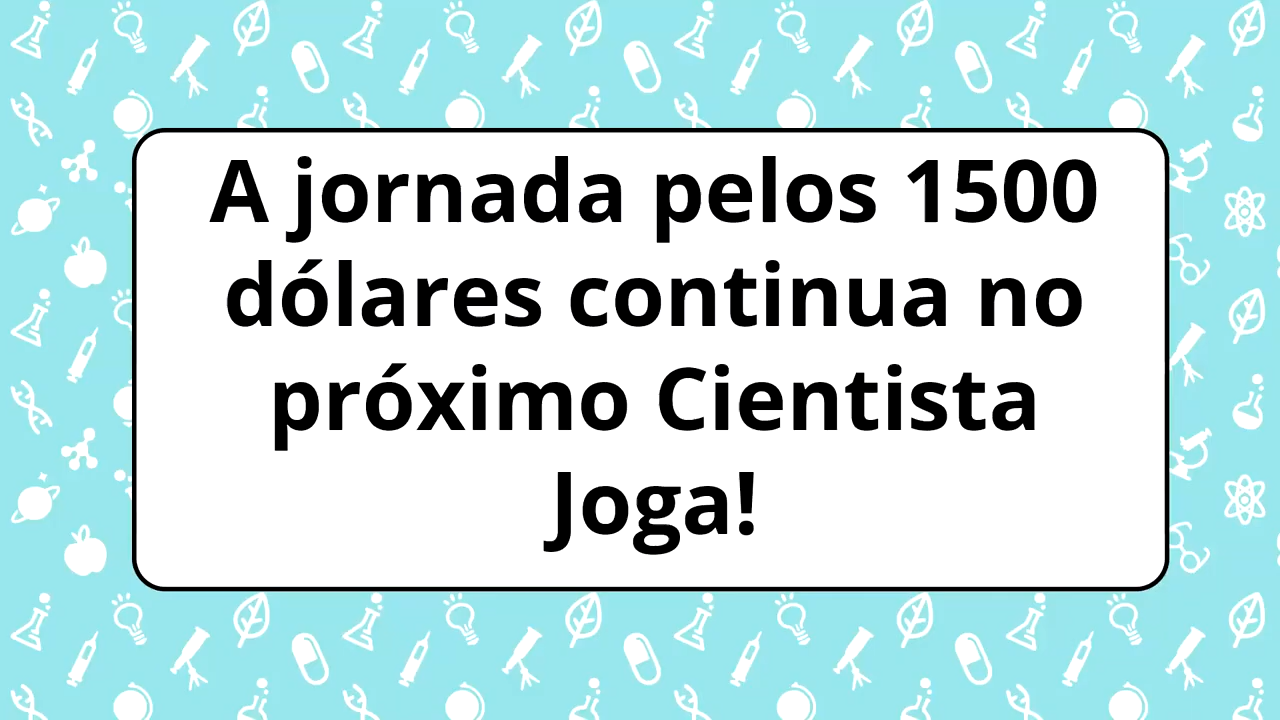 A jornada pelos 1500
dólares continua no
próximo Cientista
Joga!